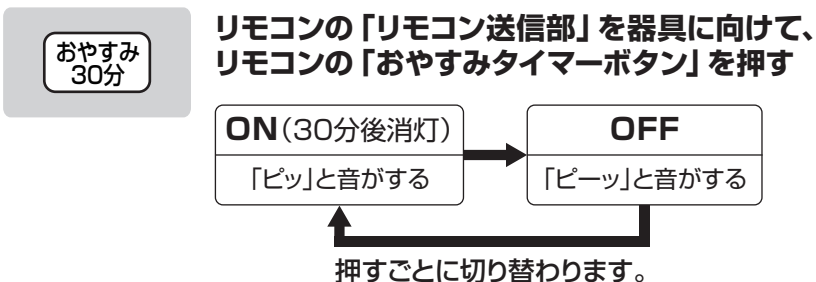 おやすみ
30分
リモコンの「リモコン送信部」を器具に向けて、
リモコンの「おやすみタイマーボタン」を押す
ON(30分後消灯)
「ピッ」と音がする
OFF
「ピーッ」と音がする
押すごとに切り替わります。